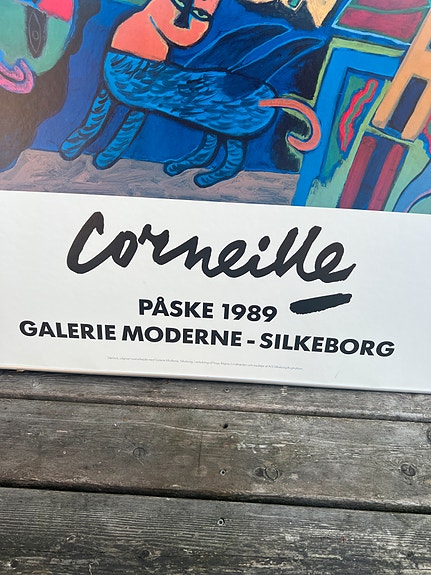 Corneille
PÅSKE 1989
GALERIE MODERNE - SILKEBORG